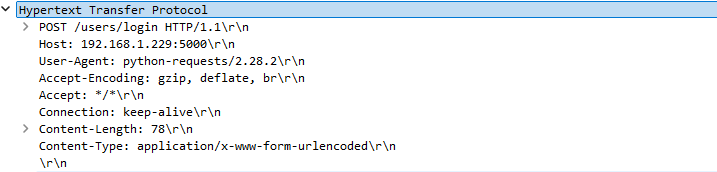 Hypertext Transfer Protocol
POST /users/login HTTP/1.1\r\n
Host: 192.168.1.229:5000\r\n
User-Agent: python-requests/2.28.2\r\n
Accept-Encoding: gzip, deflate, br\r\n
Accept: */*\r\n
Connection: keep-alive\r\n
Content-Length: 78\r\n
Content-Type: application/x-www-form-urlencoded\r\n
\r\n